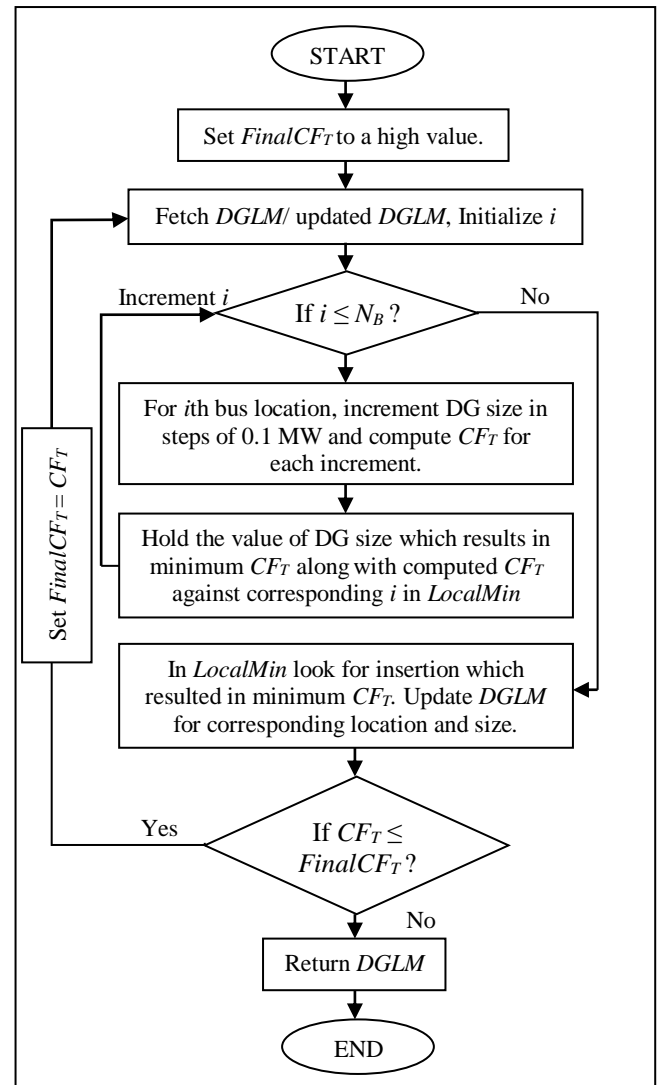 START
Set FinalCF_T to a high value.
Fetch DGLM/ updated DGLM, Initialize i
Increment i
If i ≤ N_B ?
No
For ith bus location, increment DG size in
steps of 0.1 MW and compute CF_T for
each increment.
Hold the value of DG size which results in
minimum CF_T along with computed CF_T
against corresponding i in LocalMin
Set FinalCF_T = CF_T
In LocalMin look for insertion which
resulted in minimum CF_T. Update DGLM
for corresponding location and size.
Yes
If CF_T ≤
FinalCF_T ?
No
Return DGLM
END